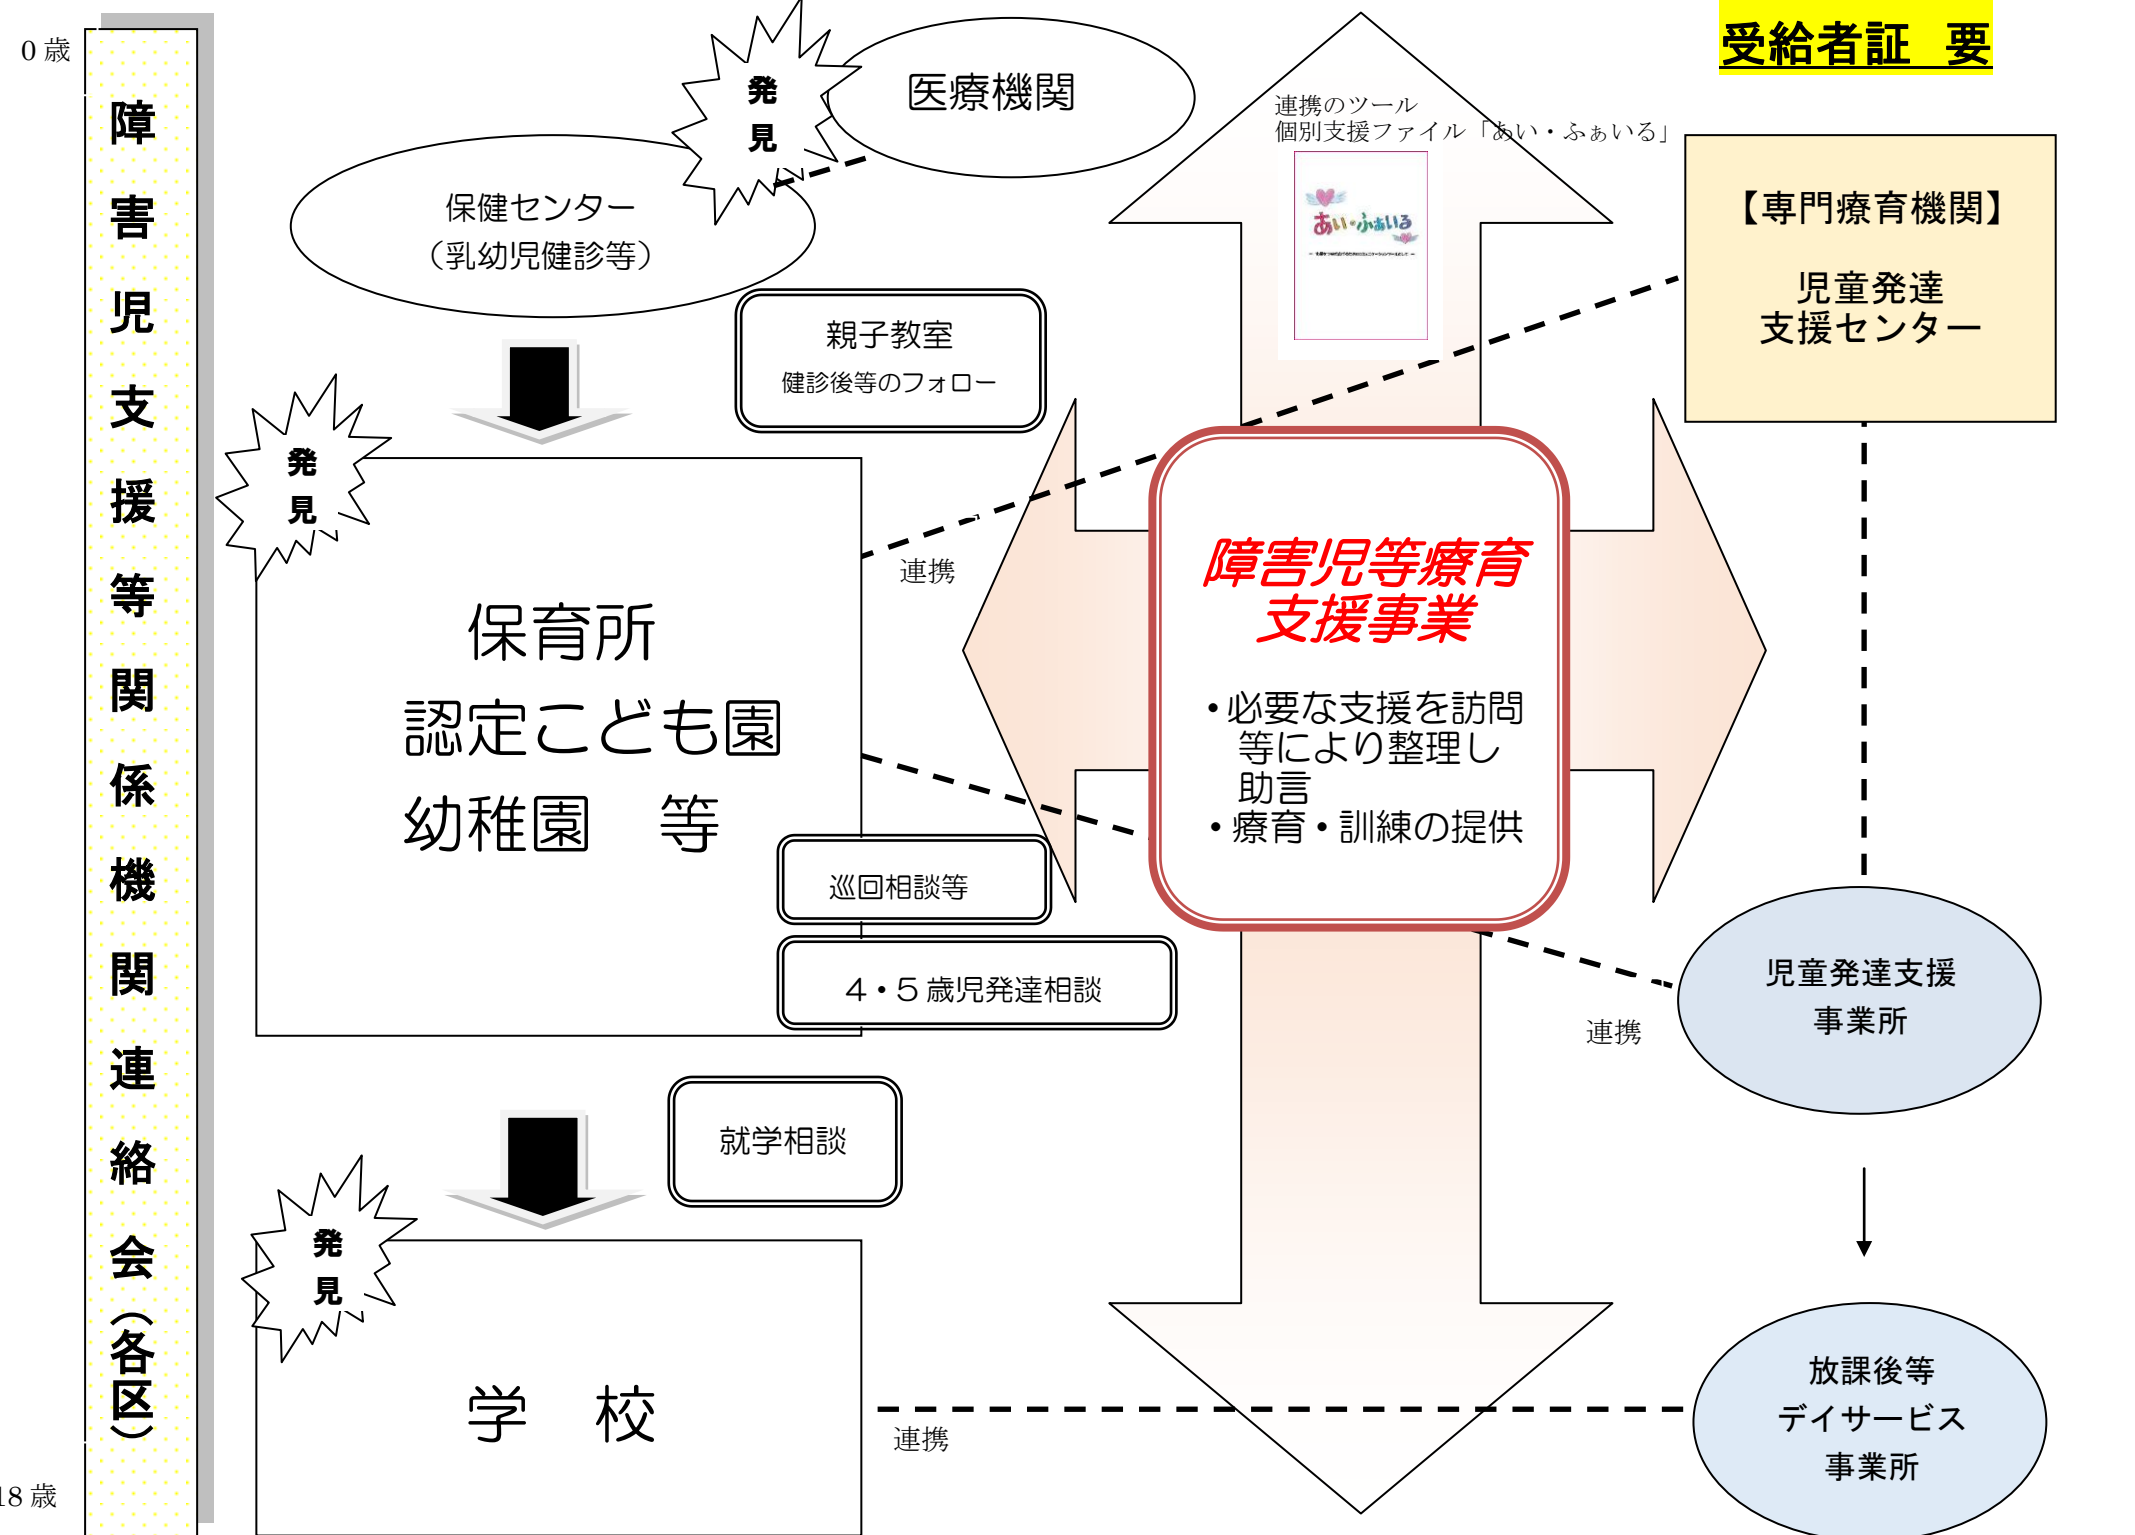 0歳
障害児支援等関係機関連絡会(各区)
18歳
発見
医療機関
保健センター
(乳幼児健診等)
親子教室
健診後等のフォロー
発見
保育所
認定こども園
幼稚園 等
巡回相談等
4・5歳児発達相談
就学相談
発見
学 校
連携
連携
連携のツール
個別支援ファイル「あい・ふぁいる」
あい・ふぁいる
障害児等療育
支援事業
・必要な支援を訪問
等により整理し
助言
・療育・訓練の提供
受給者証 要
【専門療育機関】
児童発達
支援センター
連携
児童発達支援
事業所
放課後等
デイサービス
事業所